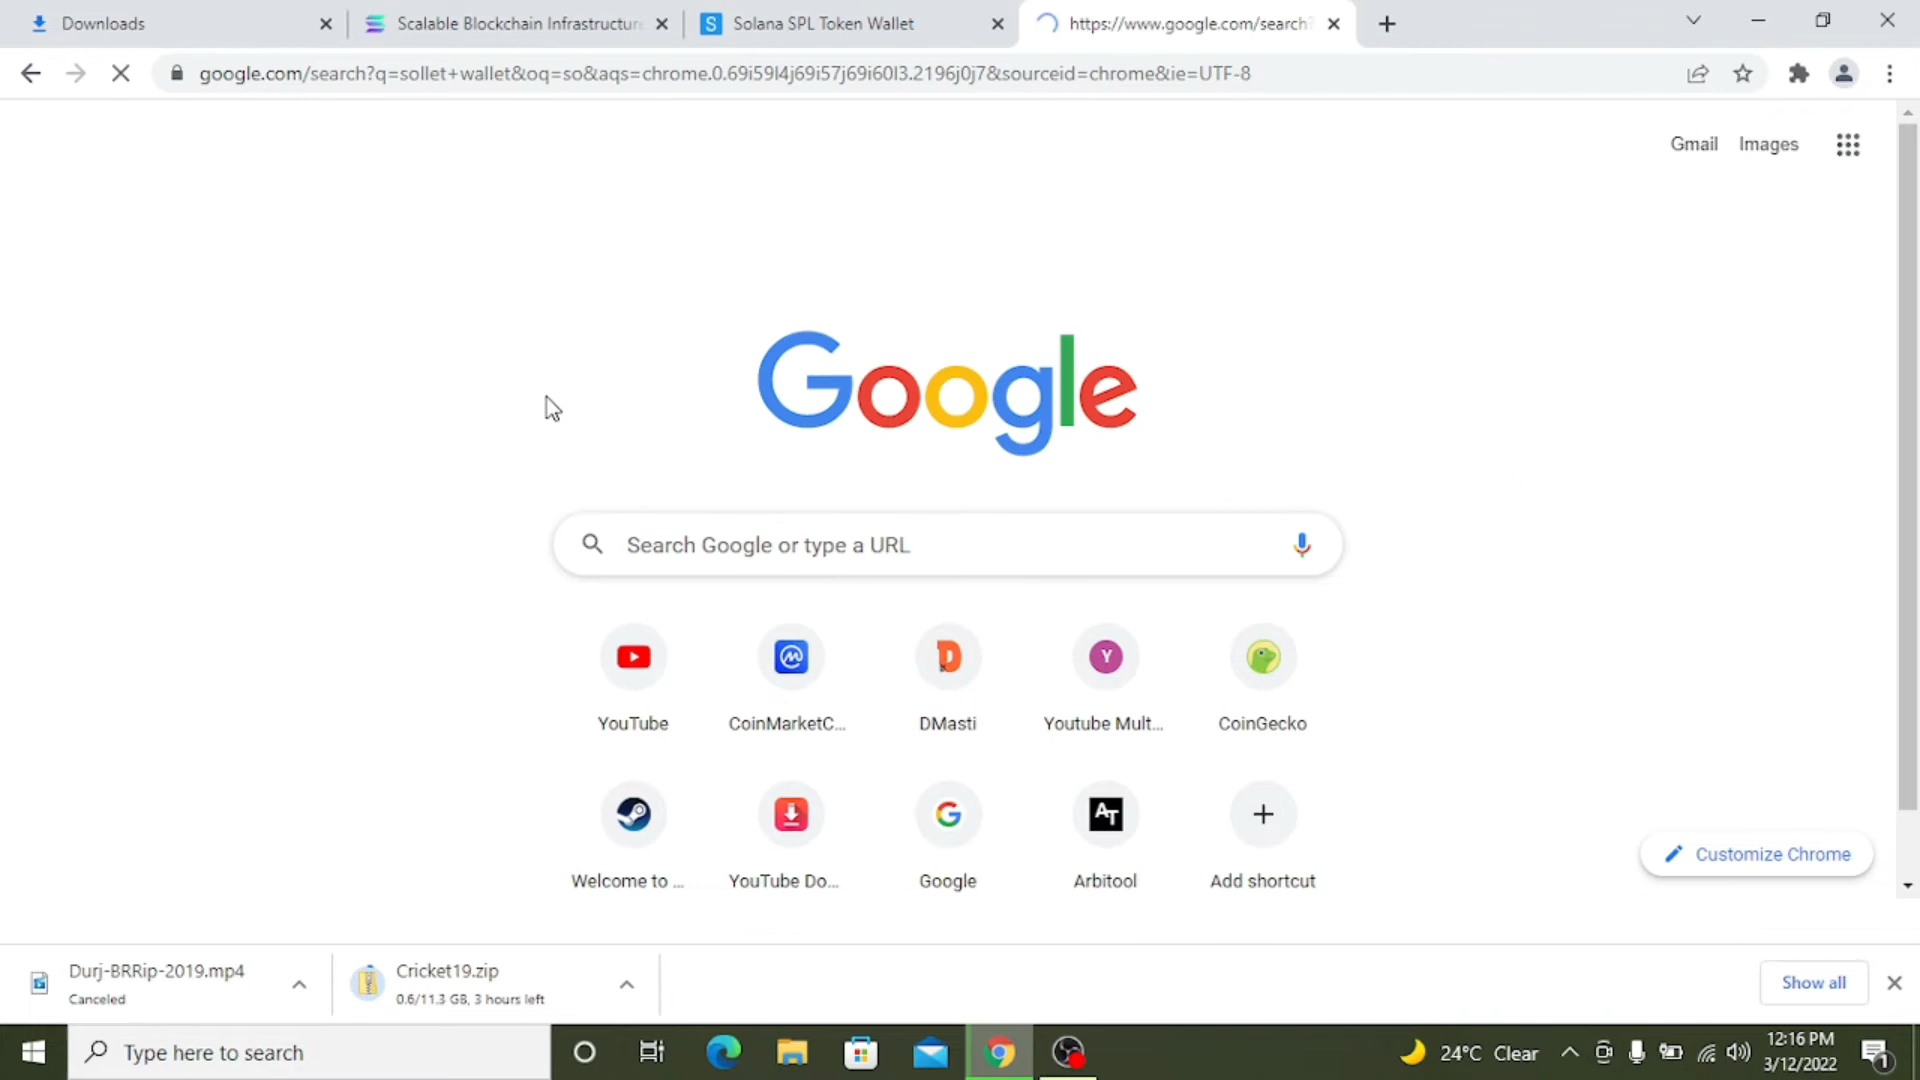 Downloads
Scalable Blockchain Infrastructure
Solana SPL Token Wallet
https://www.google.com/search?
google.com/search?q=sollet+wallet&oq=so&aqs=chrome.0.69i59l4j69i57j69i60l3.2196j0j7&sourceid=chrome&ie=UTF-8
Gmail Images
Google
Search Google or type a URL
YouTube CoinMarketC... DMasti Youtube Mult... CoinGecko
Welcome to ... YouTube Do... Google Arbitool Add shortcut
Customize Chrome
Durj-BRRip-2019.mp4
Canceled
Cricket19.zip
0.6/11.3 GB, 3 hours left
Show all
Type here to search
24°C Clear
12:16 PM
3/12/2022
1